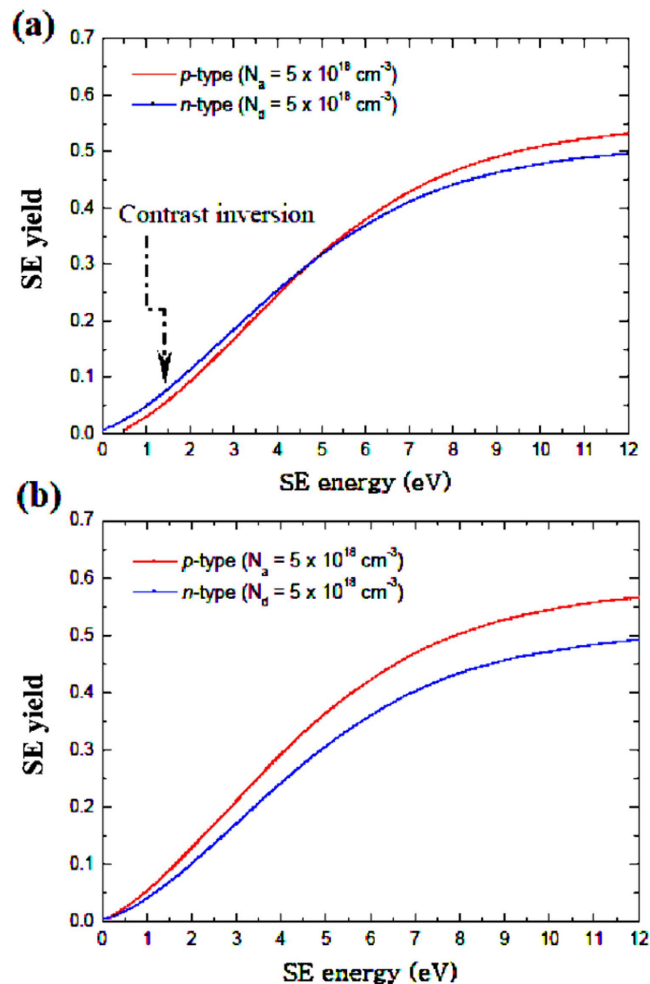 (a)
0.7
0.6
0.5
0.4
0.3
0.2
0.1
0.0
SE yield
p-type (Nₐ = 5 x 10¹⁸ cm⁻³)
n-type (N_d = 5 x 10¹⁸ cm⁻³)
Contrast inversion
0 1 2 3 4 5 6 7 8 9 10 11 12
SE energy (eV)
(b)
0.7
0.6
0.5
0.4
0.3
0.2
0.1
0.0
SE yield
p-type (Nₐ = 5 x 10¹⁸ cm⁻³)
n-type (N_d = 5 x 10¹⁸ cm⁻³)
0 1 2 3 4 5 6 7 8 9 10 11 12
SE energy (eV)